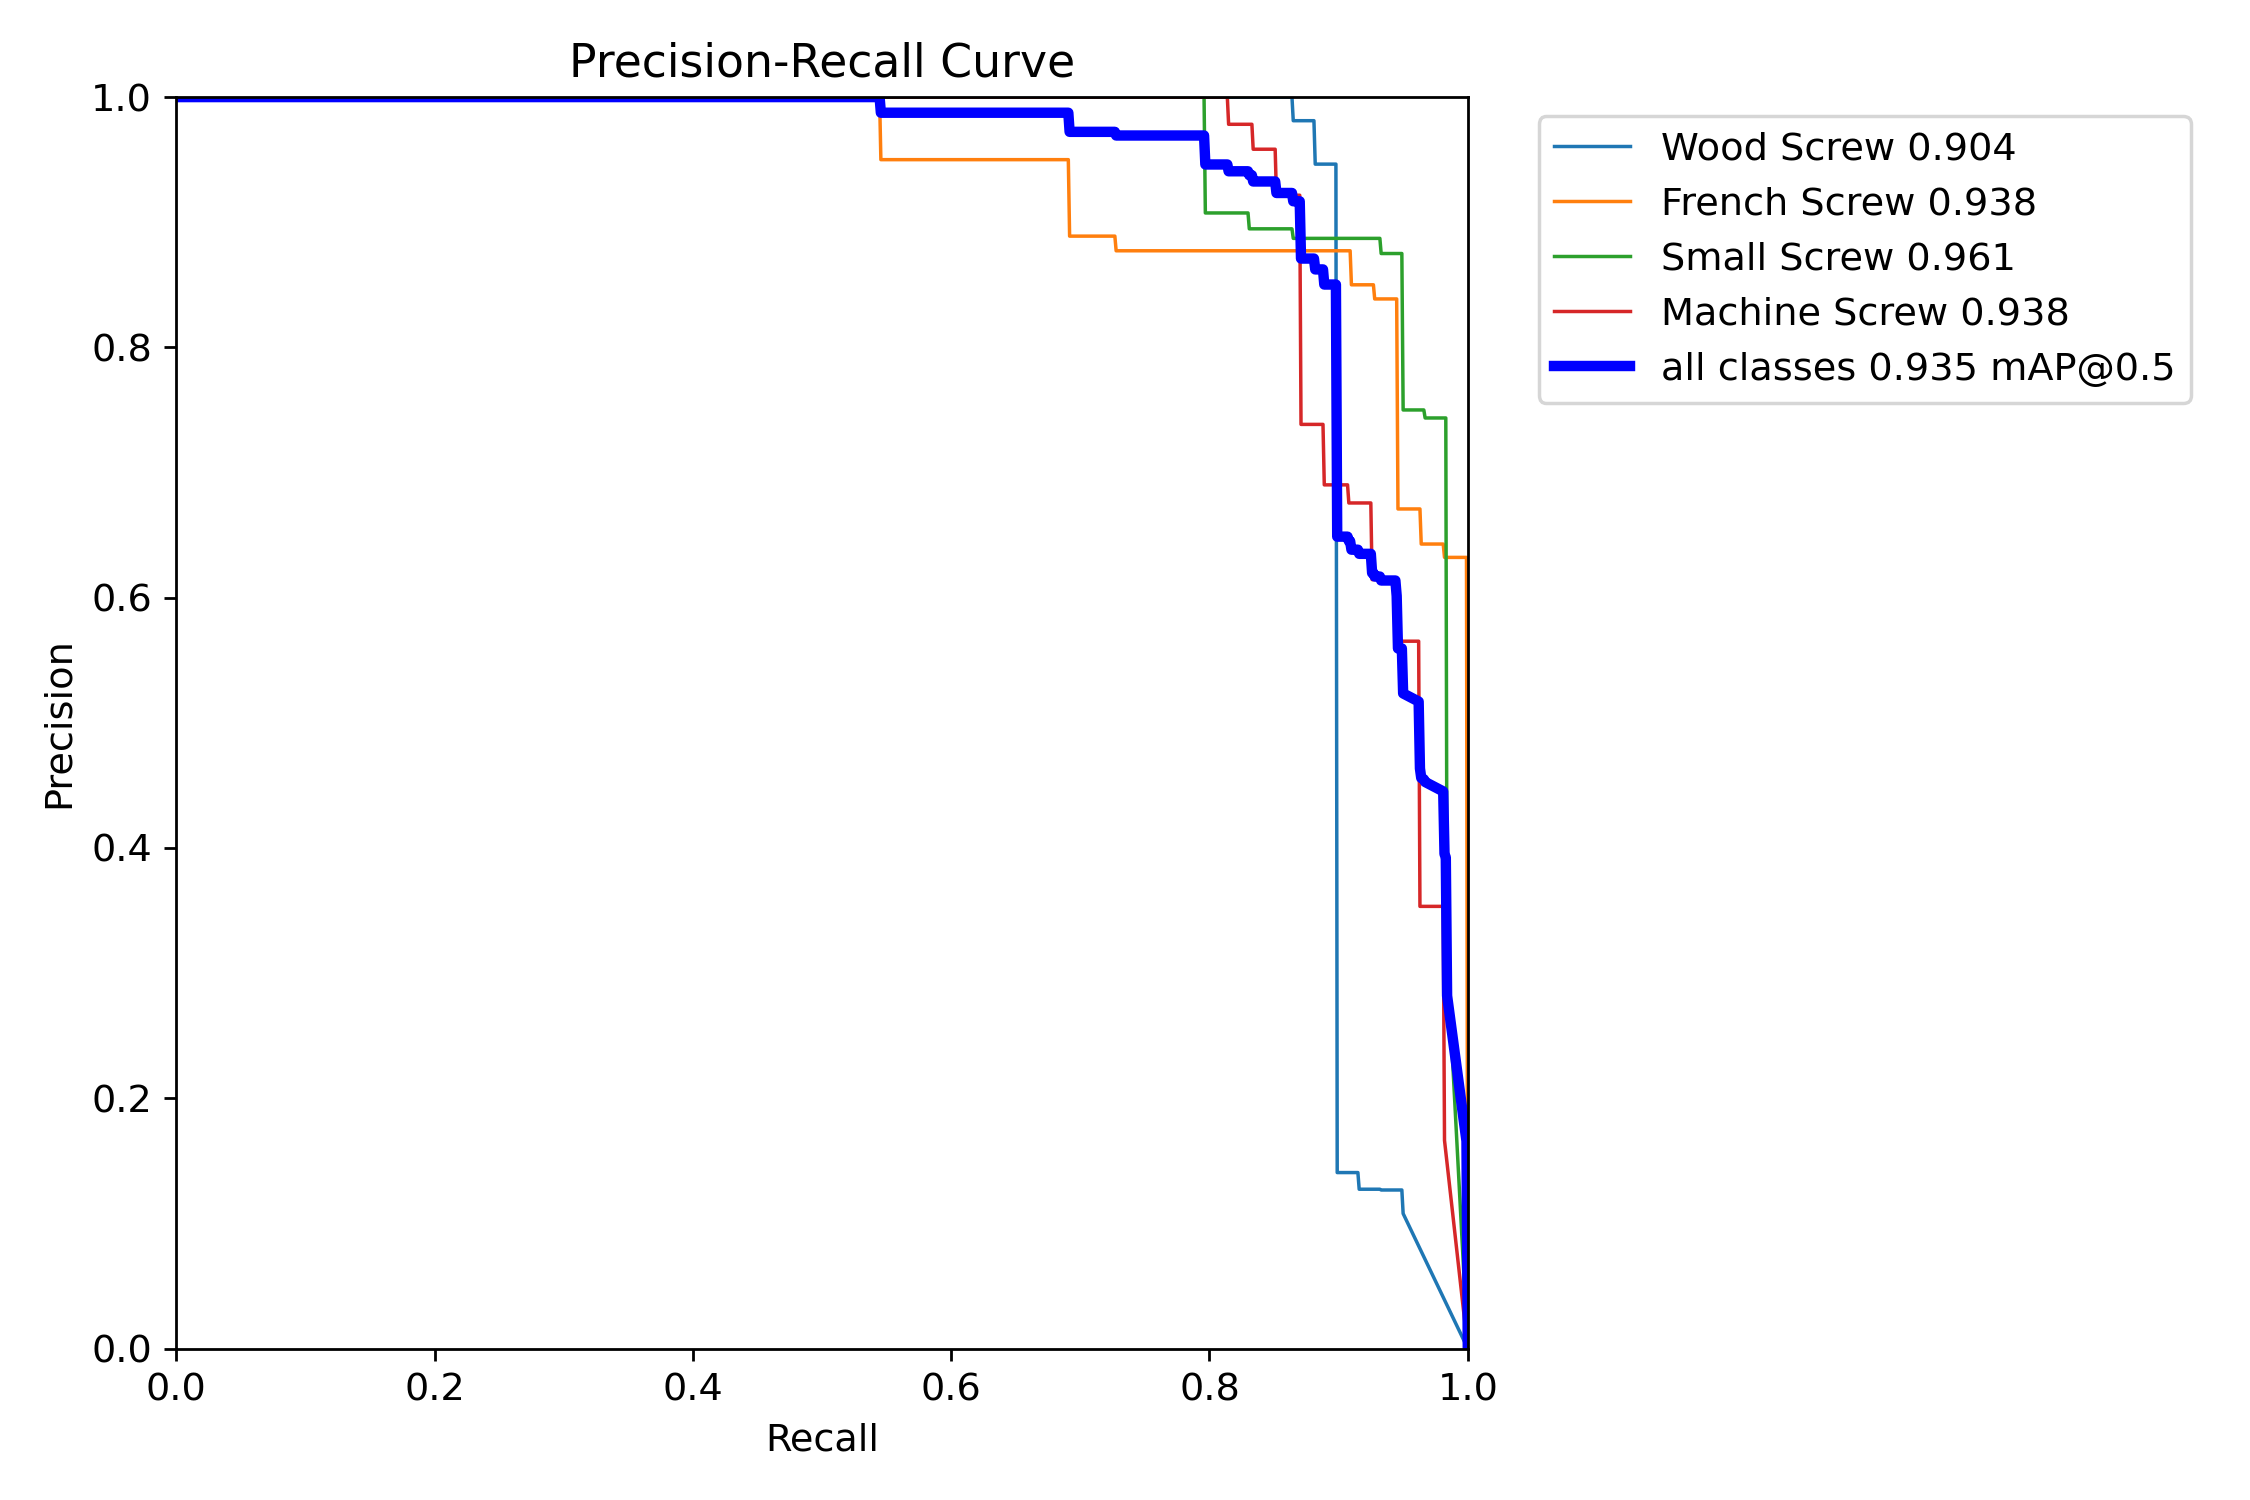 Precision-Recall Curve
1.0
0.8
0.6
0.4
0.2
0.0
Precision
0.0 0.2 0.4 0.6 0.8 1.0
Recall
Wood Screw 0.904
French Screw 0.938
Small Screw 0.961
Machine Screw 0.938
all classes 0.935 mAP@0.5